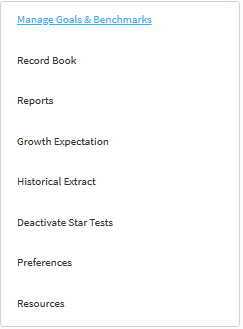 Manage Goals & Benchmarks
Record Book
Reports
Growth Expectation
Historical Extract
Deactivate Star Tests
Preferences
Resources